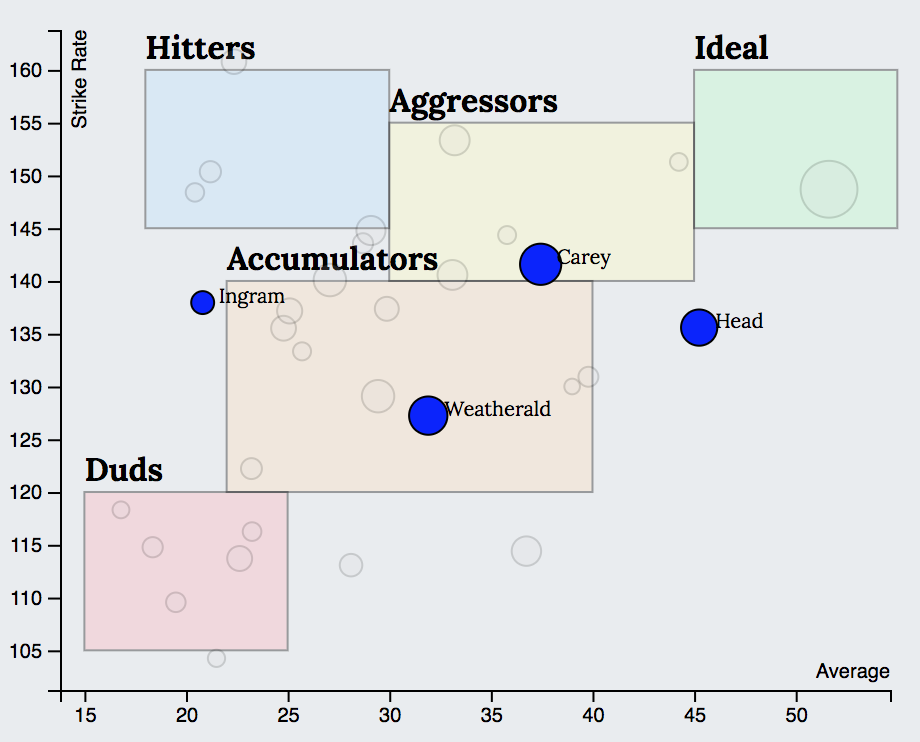 Hitters
Ideal
Strike Rate
160
Aggressors
155
150
145
Accumulators
Carey
140
Ingram
135
Head
130
Weatherald
125
Duds
120
115
110
105
Average
15 20 25 30 35 40 45 50